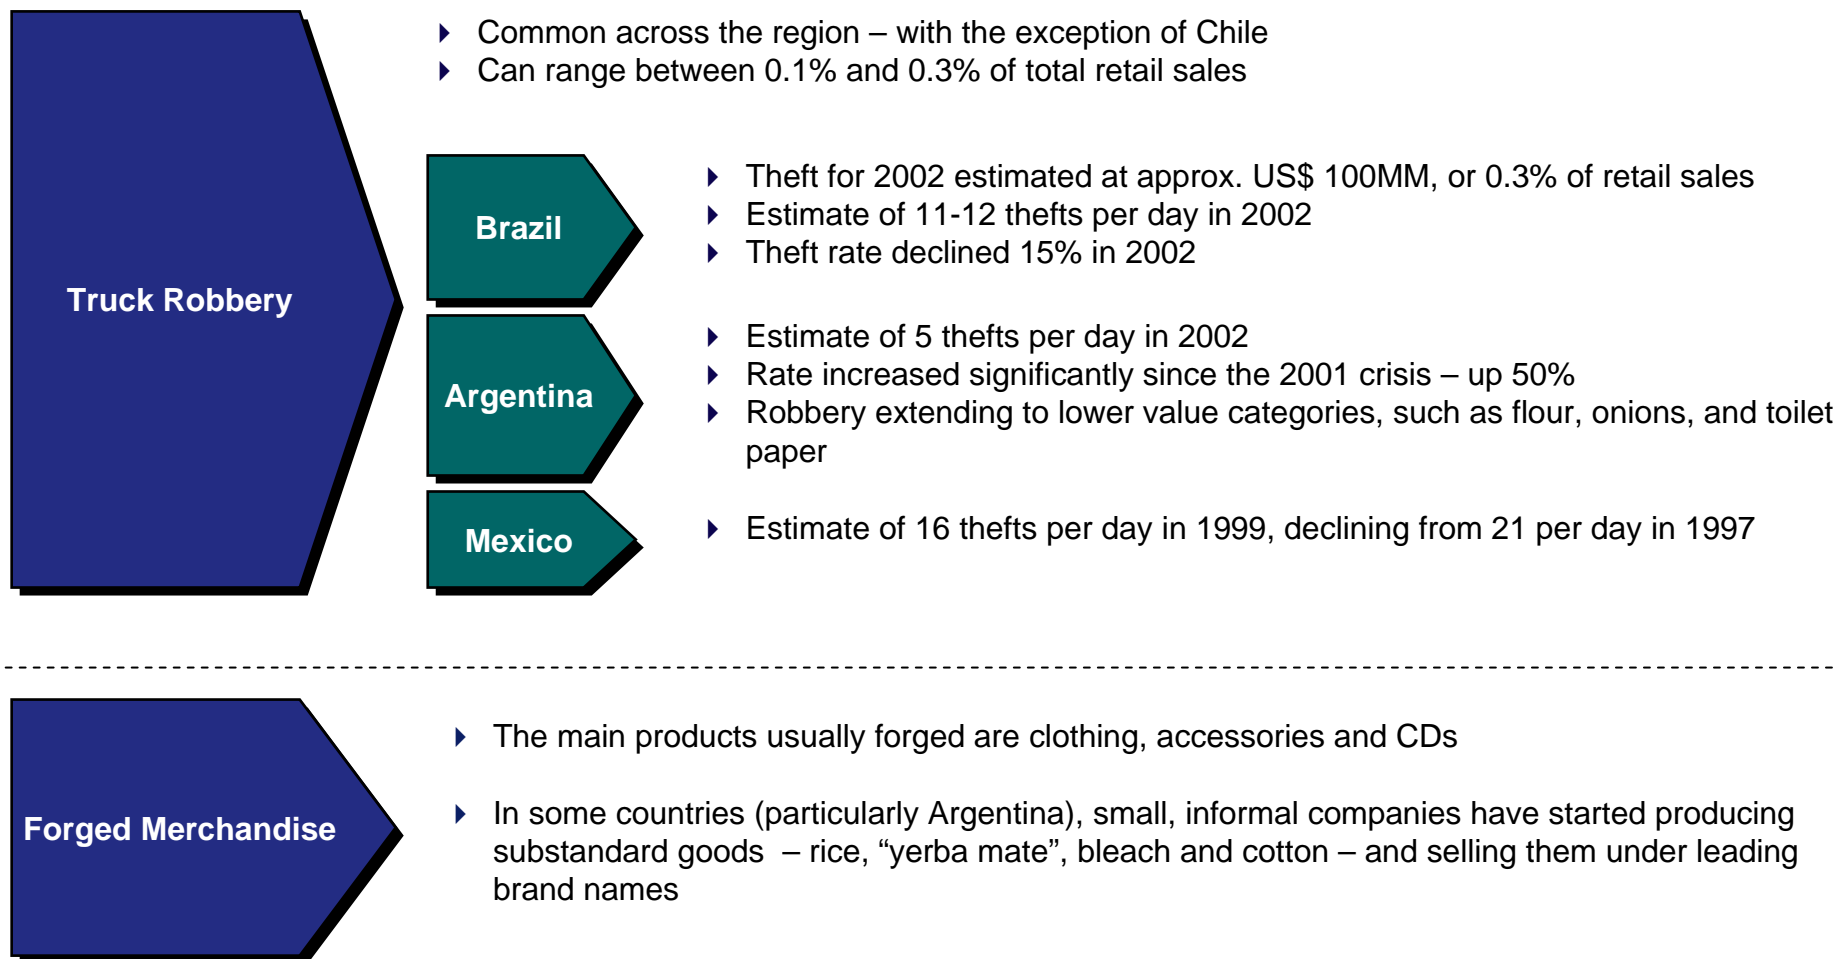 Common across the region – with the exception of Chile
Can range between 0.1% and 0.3% of total retail sales
Truck Robbery
Brazil
Theft for 2002 estimated at approx. US$ 100MM, or 0.3% of retail sales
Estimate of 11-12 thefts per day in 2002
Theft rate declined 15% in 2002
Argentina
Estimate of 5 thefts per day in 2002
Rate increased significantly since the 2001 crisis – up 50%
Robbery extending to lower value categories, such as flour, onions, and toilet
paper
Mexico
Estimate of 16 thefts per day in 1999, declining from 21 per day in 1997
Forged Merchandise
The main products usually forged are clothing, accessories and CDs
In some countries (particularly Argentina), small, informal companies have started producing
substandard goods – rice, “yerba mate”, bleach and cotton – and selling them under leading
brand names